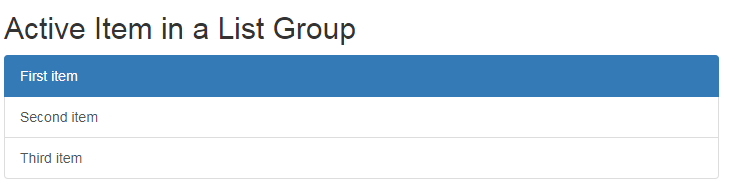 Active Item in a List Group
First item
Second item
Third item